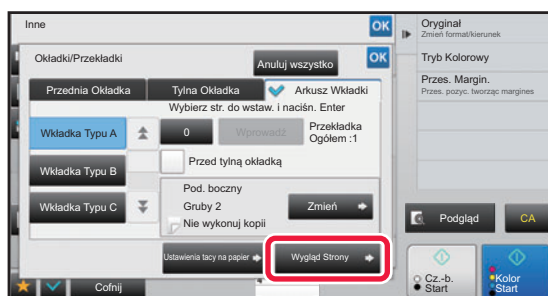 Inne
OK
Okładki/Przekładki
Anuluj wszystko
OK
Przednia Okładka
Tylna Okładka
Arkusz Wkładki
Wybierz str. do wstaw. i naciśn. Enter
Wkładka Typu A
0
Wprowadź
Przekładka
Ogółem :1
Przed tylną okładką
Wkładka Typu B
Pod. boczny
Gruby 2
Zmień
Nie wykonuj kopii
Wkładka Typu C
Ustawienia tacy na papier
Wygląd Strony
Cofnij
Oryginał
Zmień format/kierunek
Tryb Kolorowy
Przes. Margin.
Przes. pozyc. tworząc margines
Podgląd
CA
Cz.-b.
Start
Kolor
Start